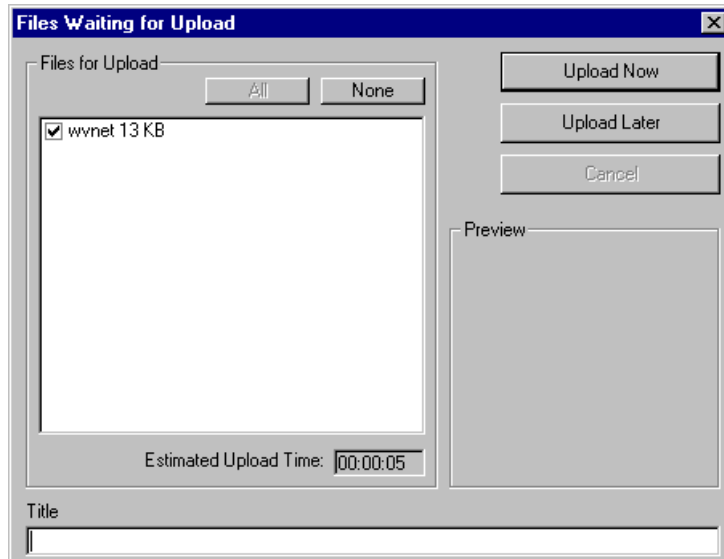 Files Waiting for Upload
Files for Upload
All
None
wvnet 13 KB
Estimated Upload Time: 00:00:05
Upload Now
Upload Later
Cancel
Preview
Title